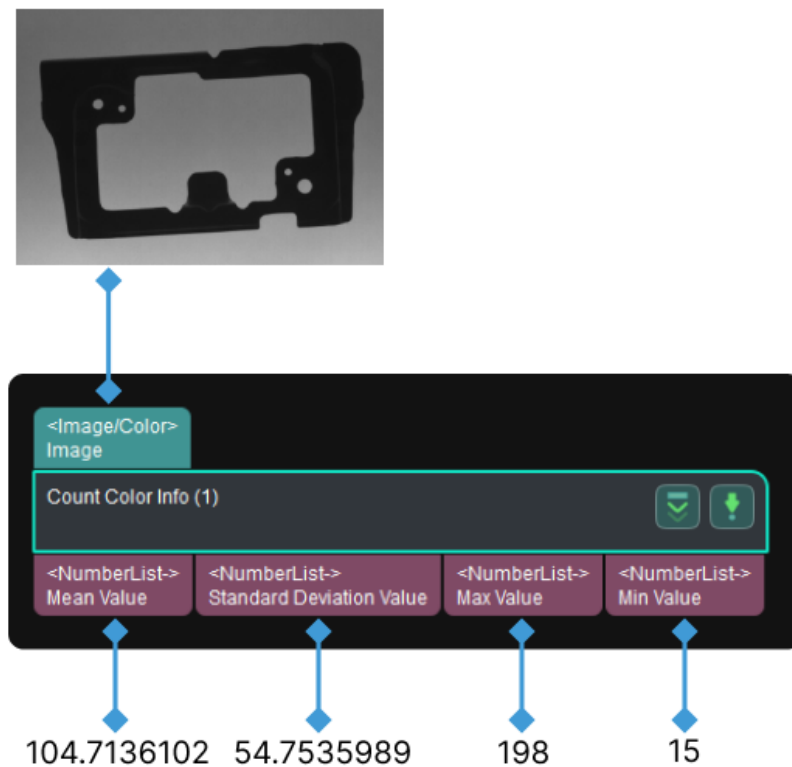 <Image/Color>
Image
Count Color Info (1)
<NumberList->
Mean Value
<NumberList->
Standard Deviation Value
<NumberList->
Max Value
<NumberList->
Min Value
104.7136102
54.7535989
198
15